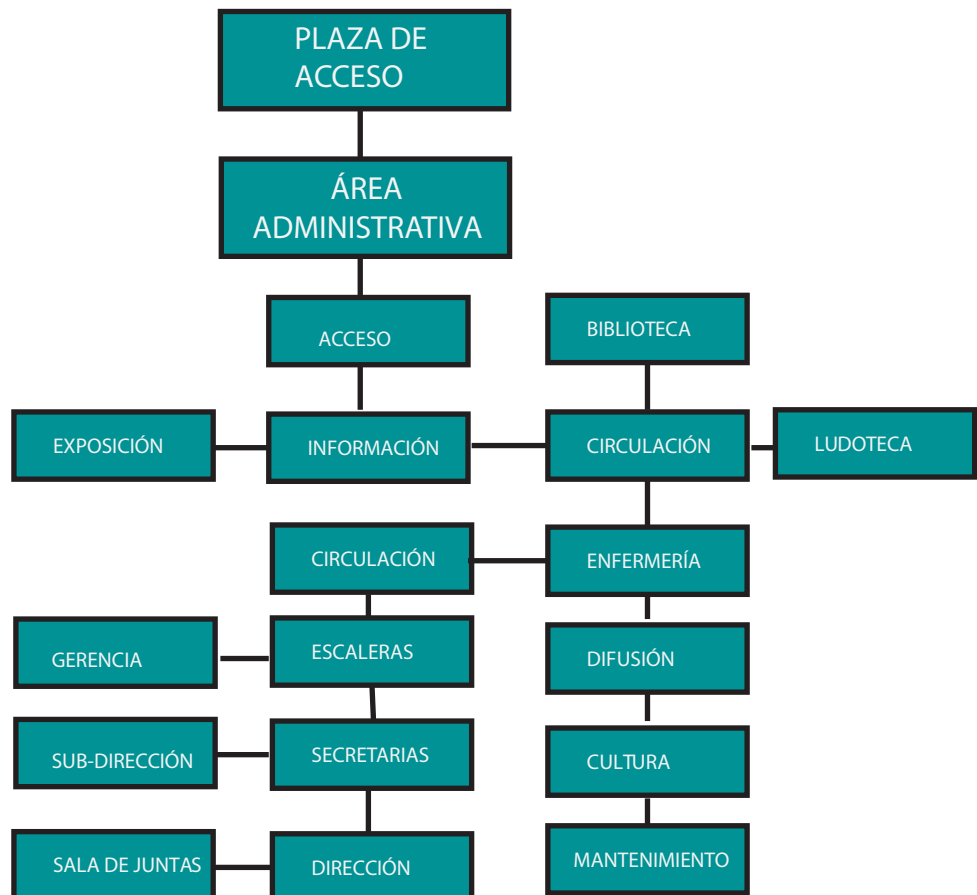 PLAZA DE
ACCESO
ÁREA
ADMINISTRATIVA
ACCESO
BIBLIOTECA
EXPOSICIÓN
INFORMACIÓN
CIRCULACIÓN
LUDOTECA
CIRCULACIÓN
ENFERMERÍA
GERENCIA
ESCALERAS
DIFUSIÓN
SUB-DIRECCIÓN
SECRETARIAS
CULTURA
SALA DE JUNTAS
DIRECCIÓN
MANTENIMIENTO